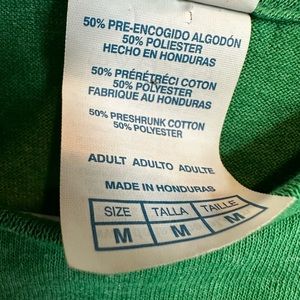 50% PRE-ENCOGIDO ALGODÓN
50% POLIESTER
HECHO EN HONDURAS
50% PRÉRÉTRÉCI COTON
50% POLYESTER
FABRIQUE AU HONDURAS
50% PRESHRUNK COTTON
50% POLYESTER
ADULT ADULTO ADULTE
MADE IN HONDURAS
SIZE TALLA TAILLE
M M M